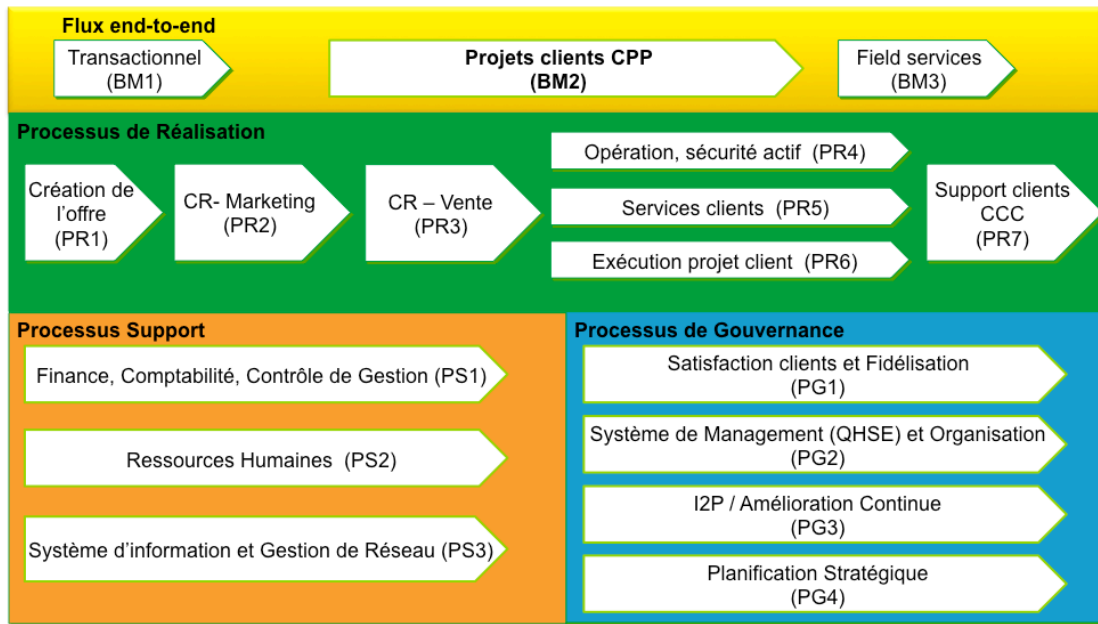 Flux end-to-end
Transactionnel
(BM1)
Projets clients CPP
(BM2)
Field services
(BM3)
Processus de Réalisation
Création de
l'offre
(PR1)
CR- Marketing
(PR2)
CR – Vente
(PR3)
Opération, sécurité actif (PR4)
Services clients (PR5)
Exécution projet client (PR6)
Support clients
CCC
(PR7)
Processus Support
Finance, Comptabilité, Contrôle de Gestion (PS1)
Ressources Humaines (PS2)
Système d'information et Gestion de Réseau (PS3)
Processus de Gouvernance
Satisfaction clients et Fidélisation
(PG1)
Système de Management (QHSE) et Organisation
(PG2)
I2P / Amélioration Continue
(PG3)
Planification Stratégique
(PG4)